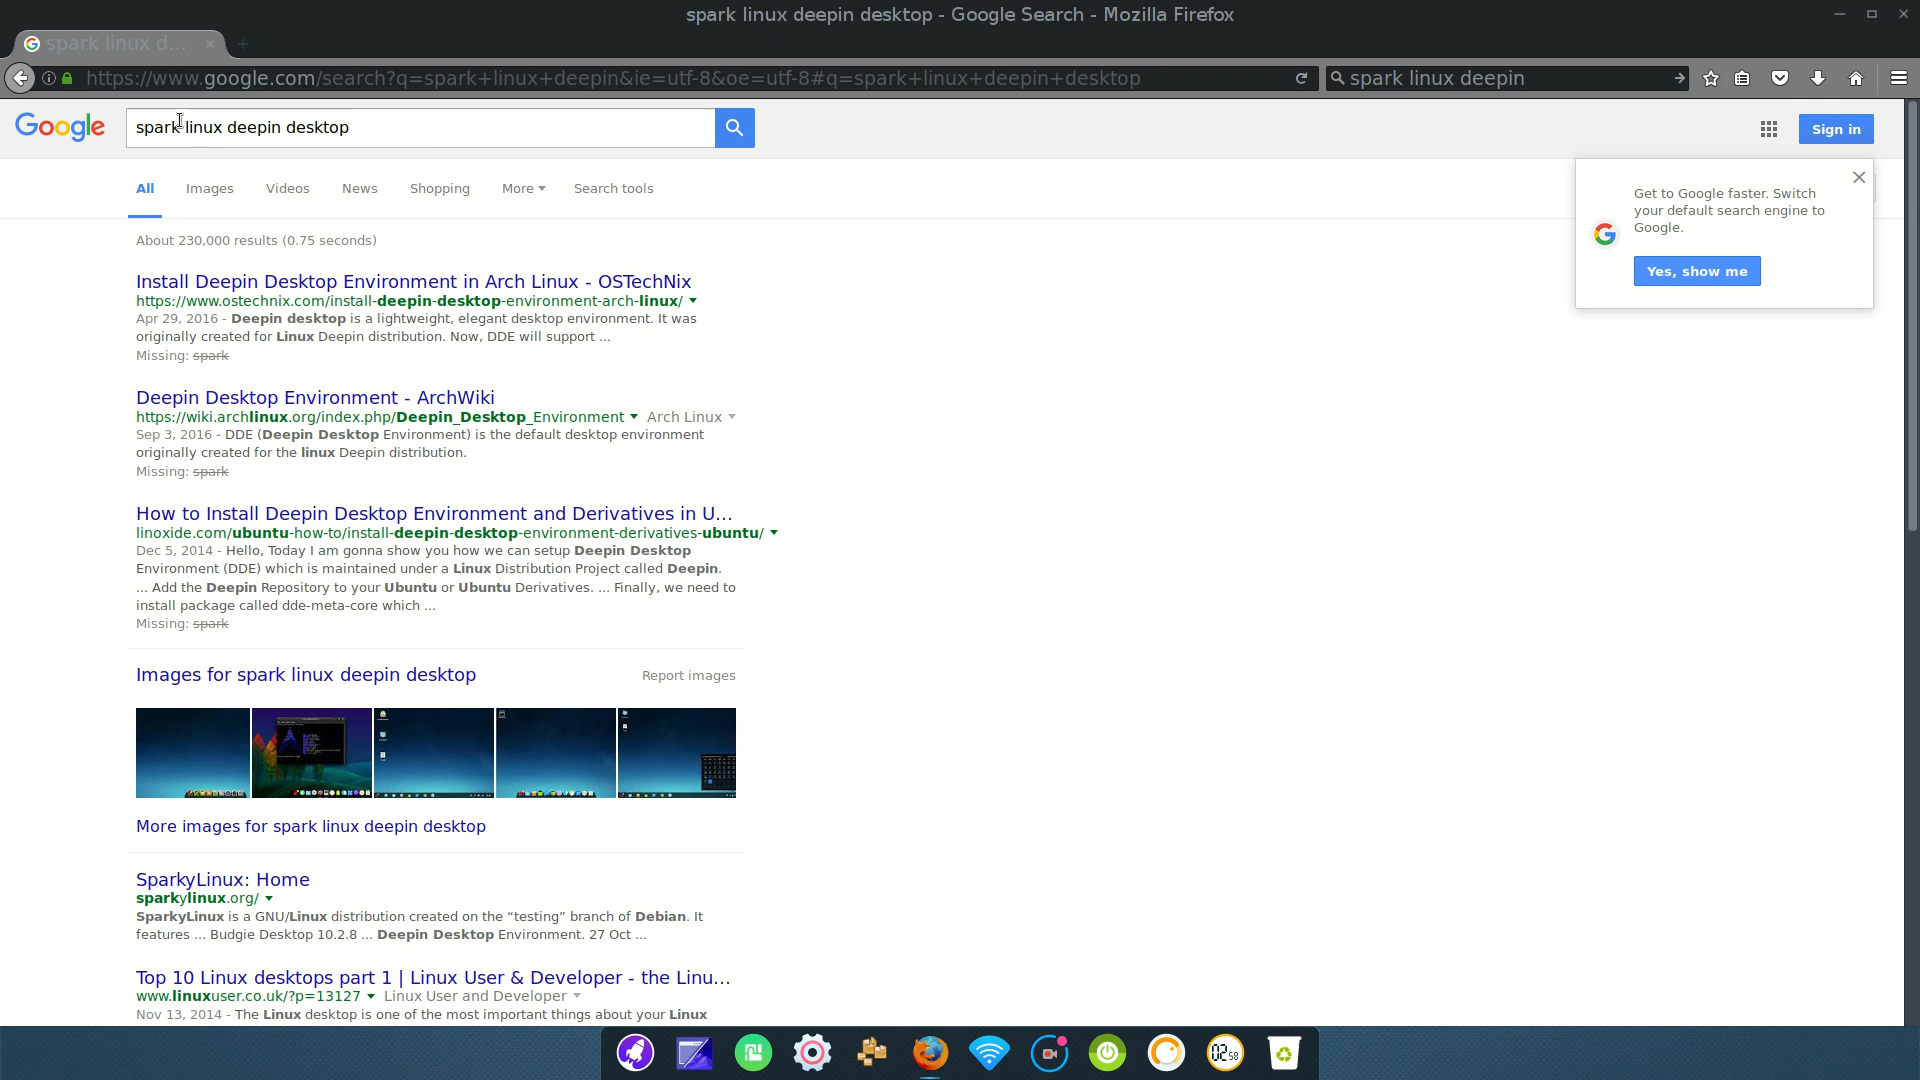 spark linux deepin desktop - Google Search - Mozilla Firefox
spark linux d...
https://www.google.com/search?q=spark+linux+deepin&ie=utf-8&oe=utf-8#q=spark+linux+deepin+desktop
spark linux deepin
Google
spark linux deepin desktop
Sign in
All Images Videos News Shopping More Search tools
Get to Google faster. Switch
your default search engine to
Google.
Yes, show me
About 230,000 results (0.75 seconds)
Install Deepin Desktop Environment in Arch Linux - OSTechNix
https://www.ostechnix.com/install-deepin-desktop-environment-arch-linux/
Apr 29, 2016 - Deepin desktop is a lightweight, elegant desktop environment. It was
originally created for Linux Deepin distribution. Now, DDE will support ...
Missing: spark
Deepin Desktop Environment - ArchWiki
https://wiki.archlinux.org/index.php/Deepin_Desktop_Environment Arch Linux
Sep 3, 2016 - DDE (Deepin Desktop Environment) is the default desktop environment
originally created for the linux Deepin distribution.
Missing: spark
How to Install Deepin Desktop Environment and Derivatives in U...
linoxide.com/ubuntu-how-to/install-deepin-desktop-environment-derivatives-ubuntu/
Dec 5, 2014 - Hello, Today I am gonna show you how we can setup Deepin Desktop
Environment (DDE) which is maintained under a Linux Distribution Project called Deepin.
... Add the Deepin Repository to your Ubuntu or Ubuntu Derivatives. ... Finally, we need to
install package called dde-meta-core which ...
Missing: spark
Images for spark linux deepin desktop
Report images
More images for spark linux deepin desktop
SparkyLinux: Home
sparkylinux.org/
SparkyLinux is a GNU/Linux distribution created on the “testing” branch of Debian. It
features ... Budgie Desktop 10.2.8 ... Deepin Desktop Environment. 27 Oct ...
Top 10 Linux desktops part 1 | Linux User & Developer - the Linu...
www.linuxuser.co.uk/?p=13127 Linux User and Developer
Nov 13, 2014 - The Linux desktop is one of the most important things about your Linux
02 58